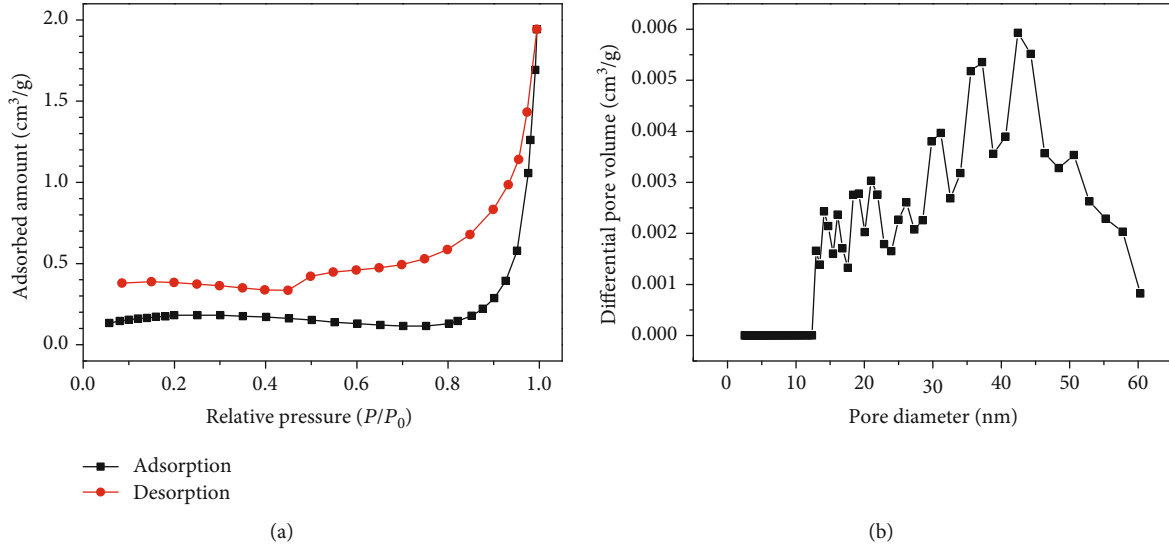 2.0
1.5
1.0
0.5
0.0
Adsorbed amount (cm³/g)
0.0 0.2 0.4 0.6 0.8 1.0
Relative pressure (P/P₀)
Adsorption
Desorption
(a)
0.006
0.005
0.004
0.003
0.002
0.001
0.000
Differential pore volume (cm³/g)
0 10 20 30 40 50 60
Pore diameter (nm)
(b)